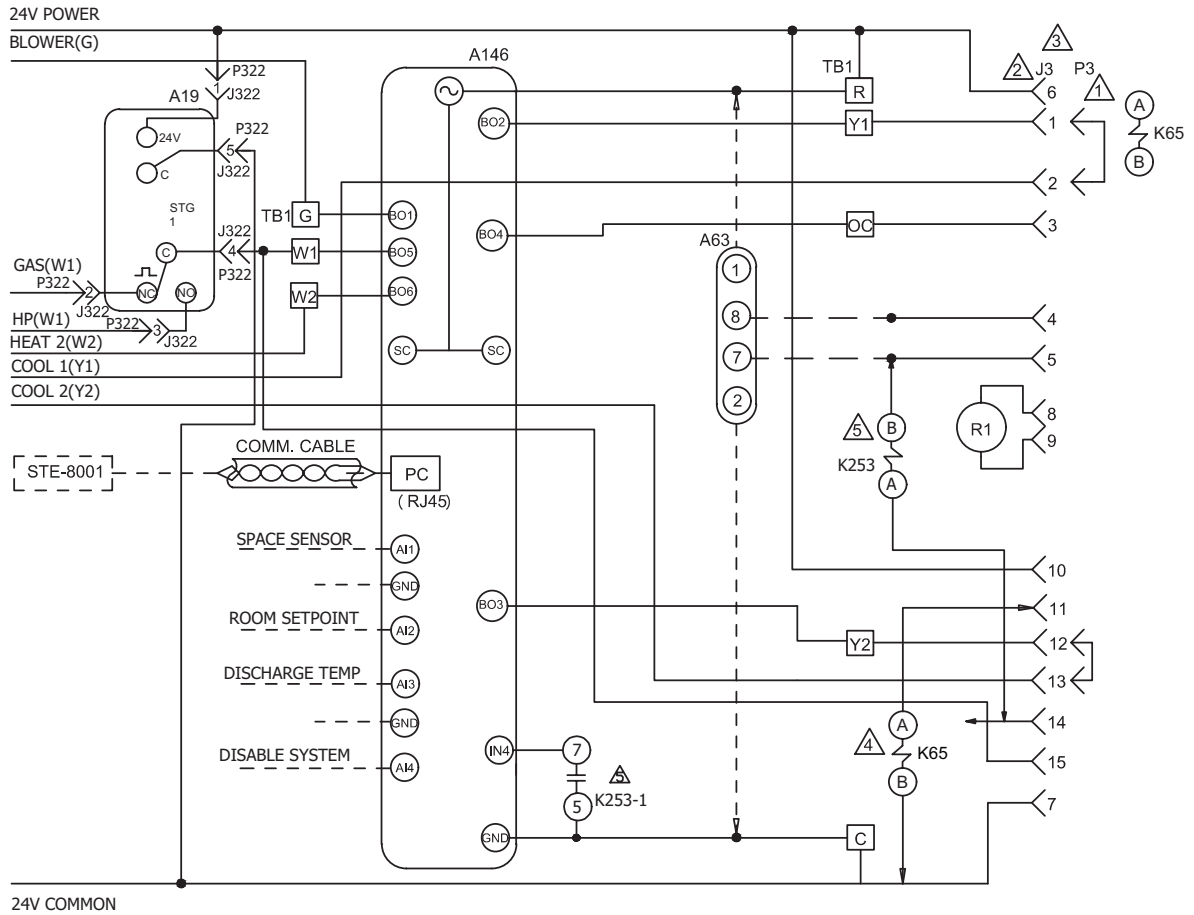 24V POWER
BLOWER(G)
A146
3
TB1
2
J3
P3
P322
1
J322
A19
1
R
6
A
24V
P322
BO2
Y1
1
K65
5
J322
C
B
2
STG
1
TB1
G
BO1
J322
BO4
OC
3
A63
C
4
W1
BO5
GAS(W1)
P322
1
P322
2
NC
NO
W2
BO6
J322
HP(W1)
P322
3
J322
8
4
HEAT 2(W2)
SC
SC
7
5
COOL 1(Y1)
COOL 2(Y2)
2
8
5
B
R1
9
COMM. CABLE
K253
STE-8001
PC
A
(RJ45)
SPACE SENSOR
AI1
10
GND
BO3
11
ROOM SETPOINT
AI2
Y2
12
DISCHARGE TEMP
AI3
13
GND
A
14
4
K65
IN4
7
DISABLE SYSTEM
AI4
15
5
B
5
K253-1
7
GND
C
24V COMMON